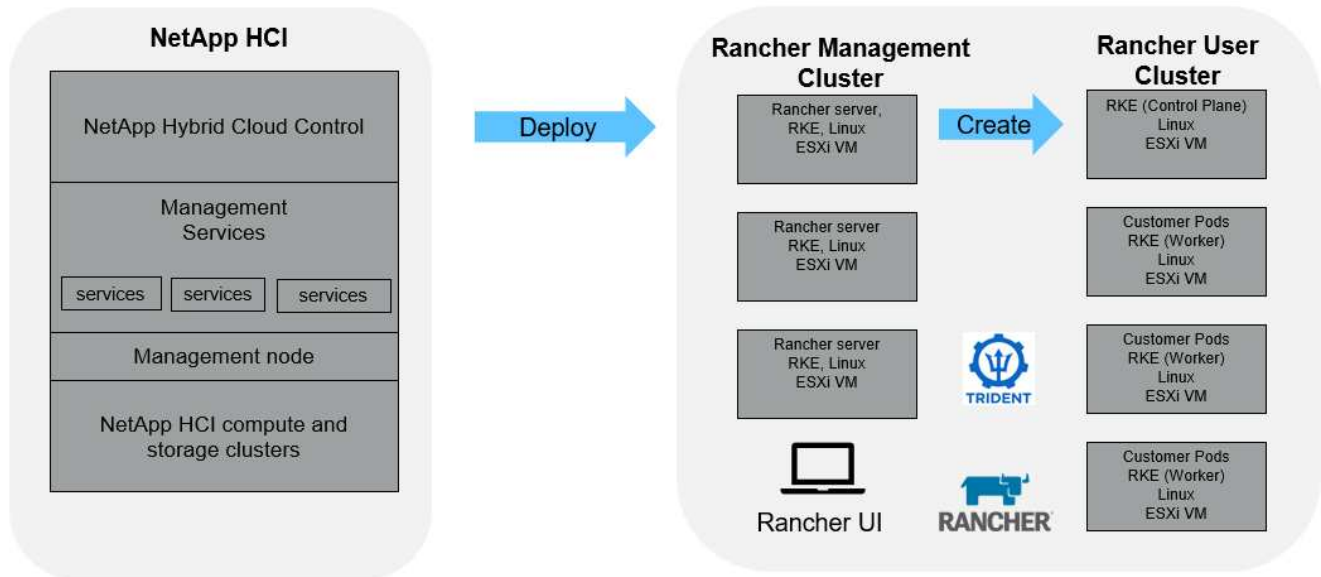 NetApp HCI
NetApp Hybrid Cloud Control
Management
Services
services
services
services
Management node
NetApp HCI compute and
storage clusters
Deploy
Rancher Management
Cluster
Rancher server,
RKE, Linux
ESXi VM
Rancher server
RKE, Linux
ESXi VM
Rancher server
RKE, Linux
ESXi VM
Rancher UI
Create
TRIDENT
RANCHER
Rancher User
Cluster
RKE (Control Plane)
Linux
ESXi VM
Customer Pods
RKE (Worker)
Linux
ESXi VM
Customer Pods
RKE (Worker)
Linux
ESXi VM
Customer Pods
RKE (Worker)
Linux
ESXi VM